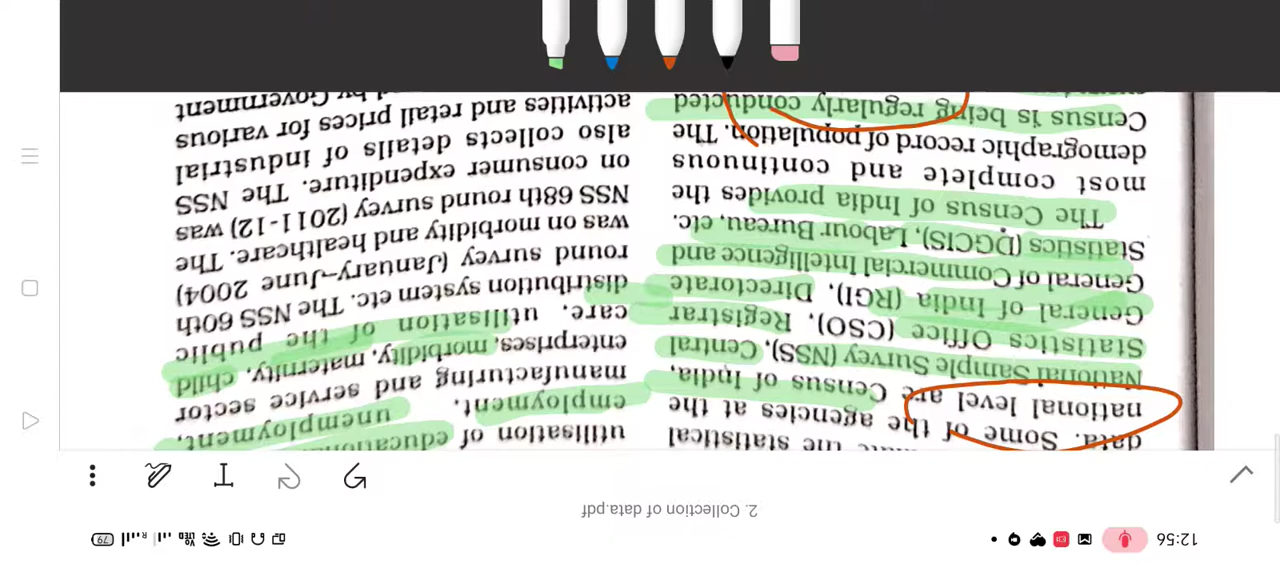 12:56
79
2. Collection of data.pdf
the statistical
data. Some of the agencies at the
national level are Census of India,
National Sample Survey (NSS), Central
Statistics Office (CSO), Registrar
General of India (RGI), Directorate
General of Commercial Intelligence and
Statistics (DGCIS), Labour Bureau, etc.
The Census of India provides the
most complete and continuous
demographic record of population. The
Census is being regularly conducted
utilisation of
employment, unemployment,
manufacturing and service sector
enterprises, morbidity, maternity, child
care, utilisation of the public
distribution system etc. The NSS 60th
round survey (January–June 2004)
was on morbidity and healthcare. The
NSS 68th round survey (2011-12) was
on consumer expenditure. The NSS
also collects details of industrial
activities and retail prices for various
by Government